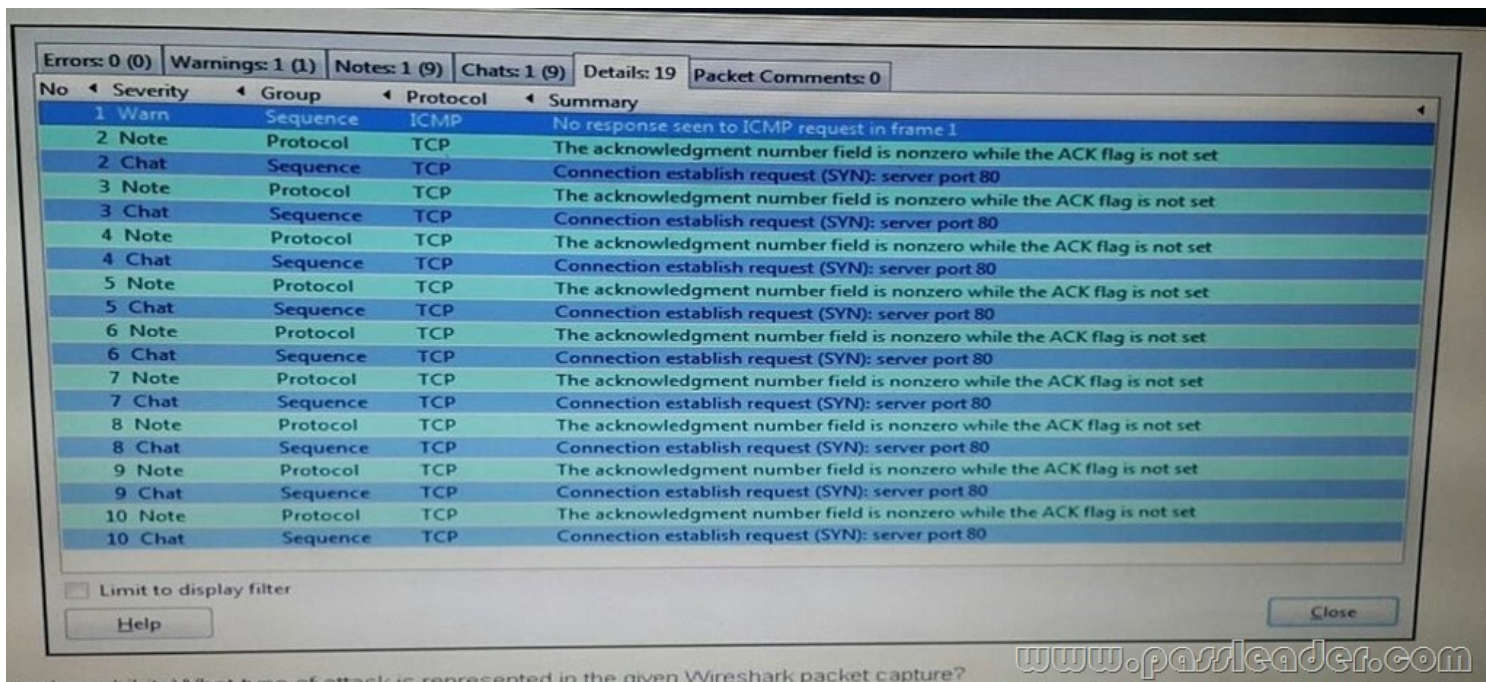 Errors: 0 (0) Warnings: 1 (1) Notes: 1 (9) Chats: 1 (9) Details: 19 Packet Comments: 0
No Severity Group Protocol Summary
1 Warn Sequence ICMP No response seen to ICMP request in frame 1
2 Note Protocol TCP The acknowledgment number field is nonzero while the ACK flag is not set
2 Chat Sequence TCP Connection establish request (SYN): server port 80
3 Note Protocol TCP The acknowledgment number field is nonzero while the ACK flag is not set
3 Chat Sequence TCP Connection establish request (SYN): server port 80
4 Note Protocol TCP The acknowledgment number field is nonzero while the ACK flag is not set
4 Chat Sequence TCP Connection establish request (SYN): server port 80
5 Note Protocol TCP The acknowledgment number field is nonzero while the ACK flag is not set
5 Chat Sequence TCP Connection establish request (SYN): server port 80
6 Note Protocol TCP The acknowledgment number field is nonzero while the ACK flag is not set
6 Chat Sequence TCP Connection establish request (SYN): server port 80
7 Note Protocol TCP The acknowledgment number field is nonzero while the ACK flag is not set
7 Chat Sequence TCP Connection establish request (SYN): server port 80
8 Note Protocol TCP The acknowledgment number field is nonzero while the ACK flag is not set
8 Chat Sequence TCP Connection establish request (SYN): server port 80
9 Note Protocol TCP The acknowledgment number field is nonzero while the ACK flag is not set
9 Chat Sequence TCP Connection establish request (SYN): server port 80
10 Note Protocol TCP The acknowledgment number field is nonzero while the ACK flag is not set
10 Chat Sequence TCP Connection establish request (SYN): server port 80
Limit to display filter
Help Close
www.passleader.com
What type of attack is represented in the given Wireshark packet capture?